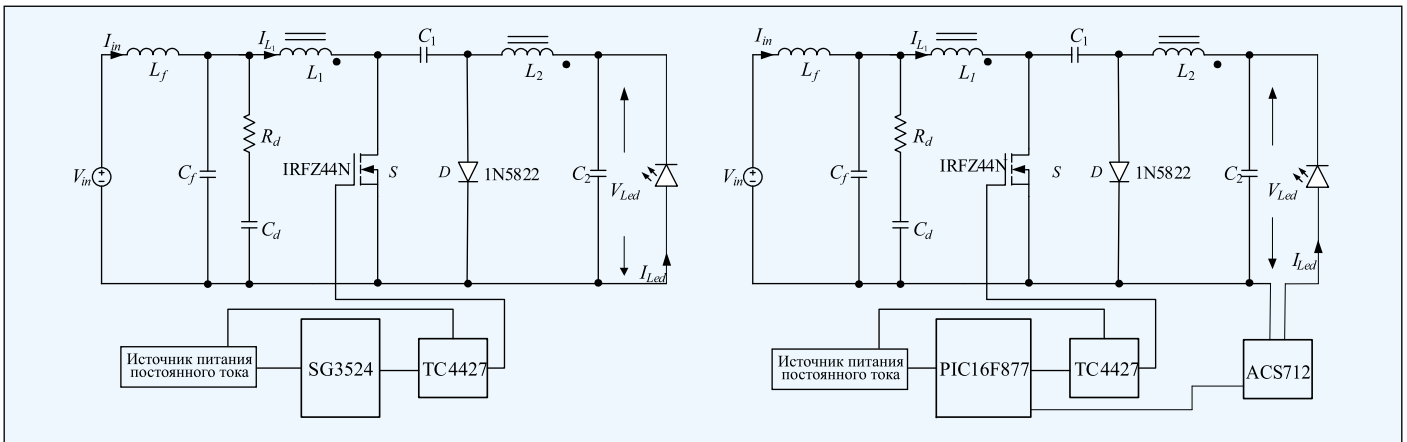 I_in
L_f
I_L1
L_1
C_1
L_2
R_d
IRFZ44N
S
D
1N5822
V_in
C_f
C_2
V_Led
C_d
I_Led
Источник питания
постоянного тока
SG3524
TC4427
I_in
L_f
I_L1
L_1
C_1
L_2
R_d
IRFZ44N
S
D
1N5822
V_in
C_f
C_2
V_Led
C_d
I_Led
Источник питания
постоянного тока
PIC16F877
TC4427
ACS712